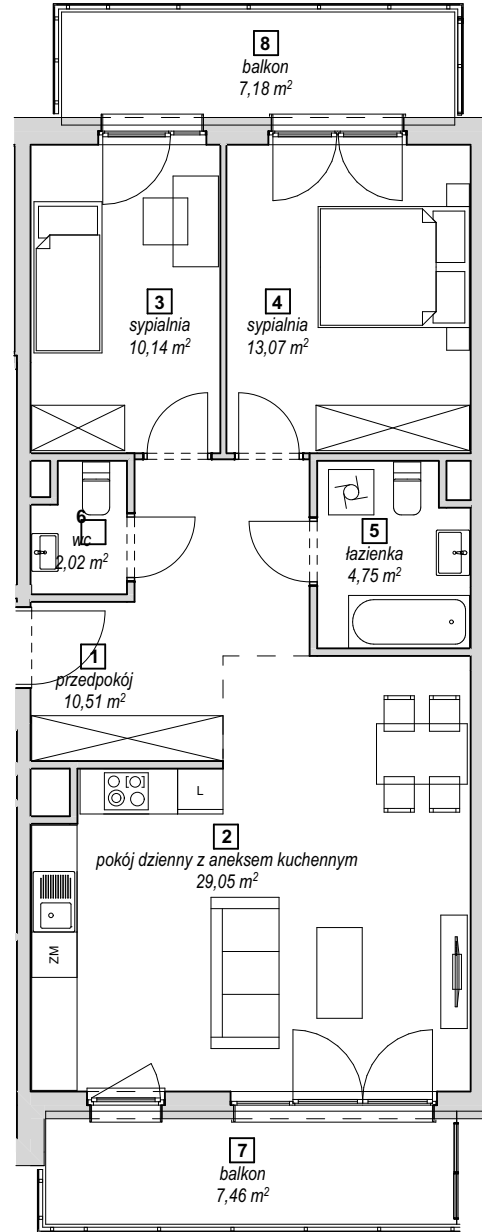 8
balkon
7,18 m²
3
sypialnia
10,14 m²
4
sypialnia
13,07 m²
6
wc
2,02 m²
5
łazienka
4,75 m²
1
przedpokój
10,51 m²
L
2
pokój dzienny z aneksem kuchennym
29,05 m²
ZM
7
balkon
7,46 m²